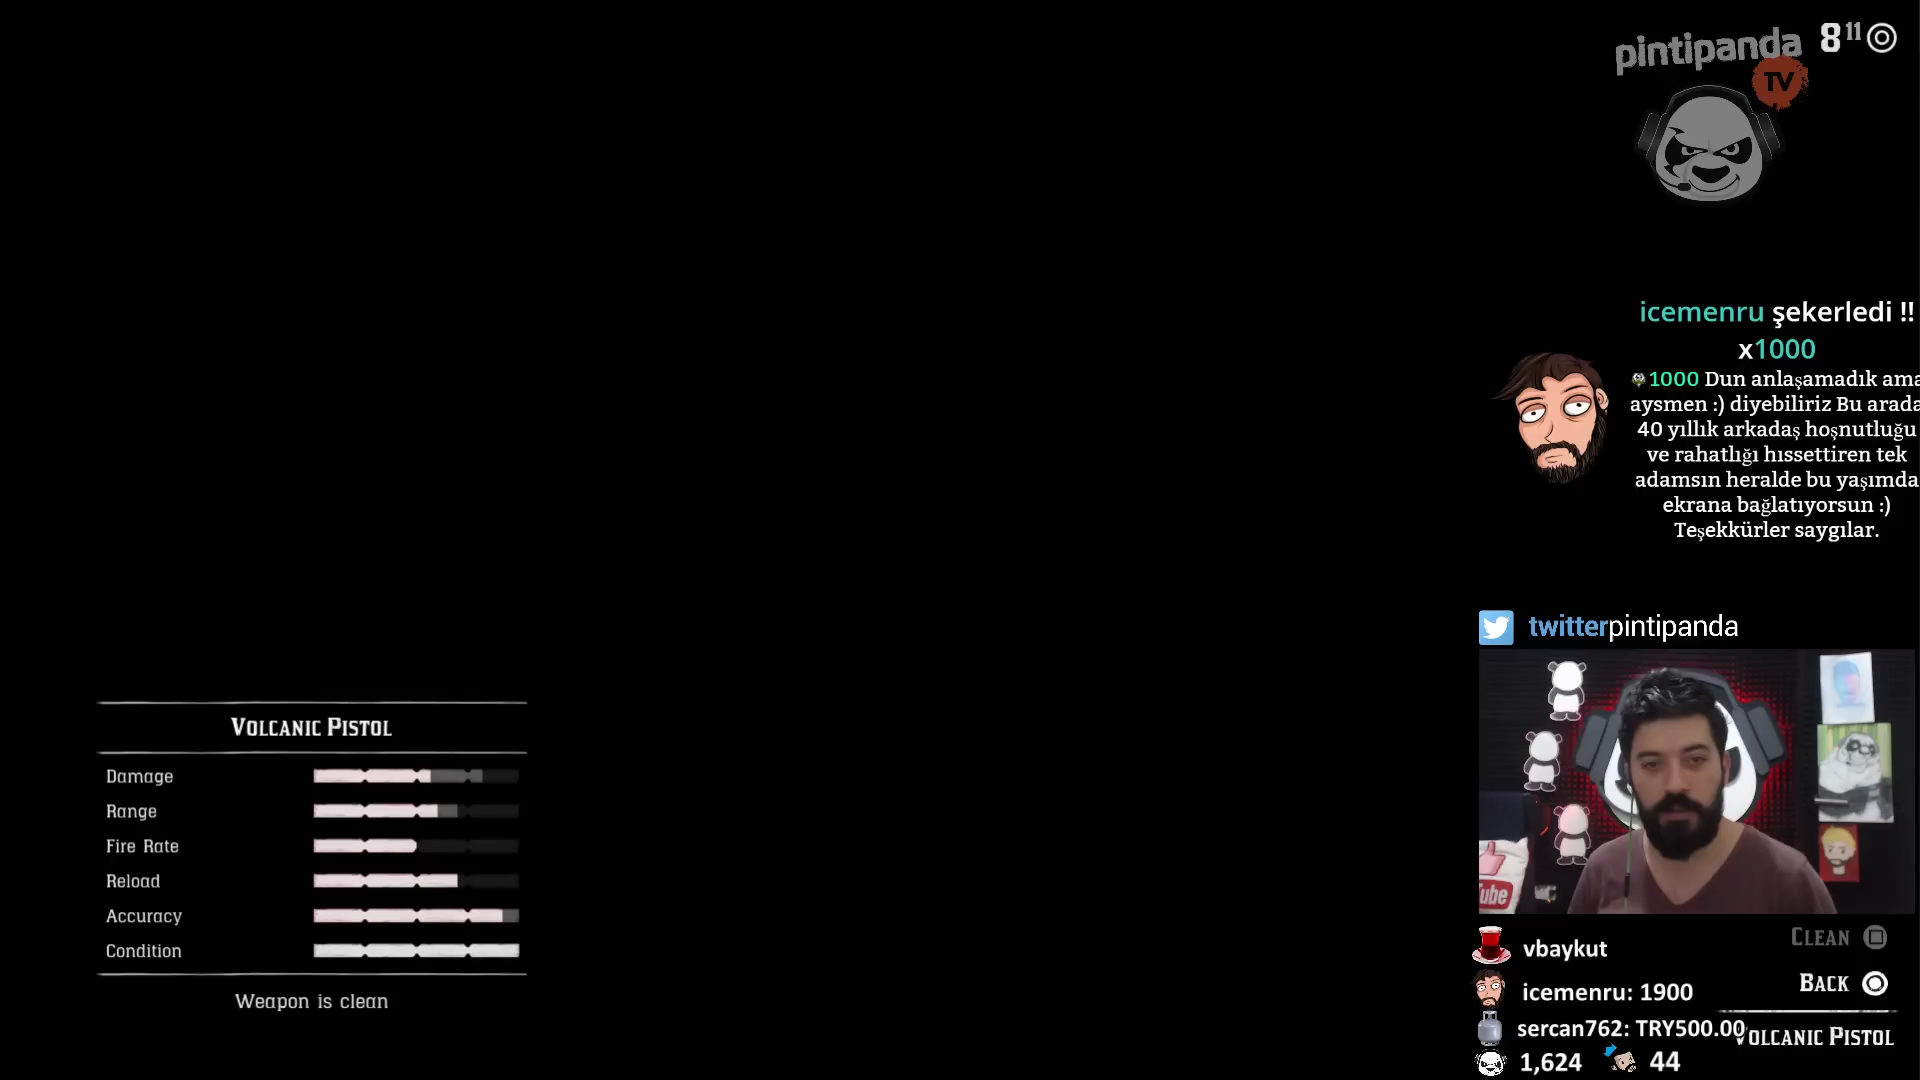 pintipanda
TV
8 11
icemenru şekerledi !!
x1000
1000 Dun anlaşamadık ama
aysmen :) diyebiliriz Bu arada
40 yıllık arkadaş hoşnutluğu
ve rahatlığı hıssettiren tek
adamsın heralde bu yaşımda
ekrana bağlatıyorsun :)
Teşekkürler saygılar.
twitterpintipanda
VOLCANIC PISTOL
Damage
Range
Fire Rate
Reload
Accuracy
Condition
Weapon is clean
CLEAN
vbaykut
BACK
icemenru: 1900
sercan762: TRY500.00
VOLCANIC PISTOL
1,624
44